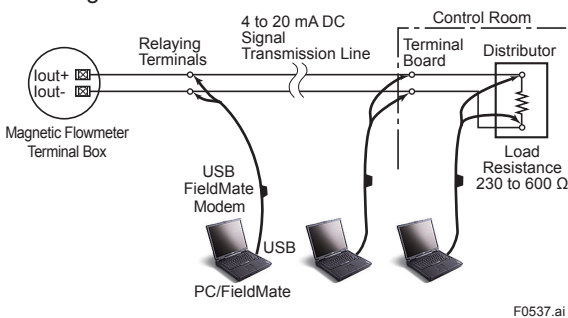 4 to 20 mA DC
Signal
Transmission Line
Control Room
Relaying
Terminals
Terminal
Board
Distributor
Iout+
Iout-
Magnetic Flowmeter
Terminal Box
Load
Resistance
230 to 600 Ω
USB
FieldMate
Modem
USB
PC/FieldMate
F0537.ai